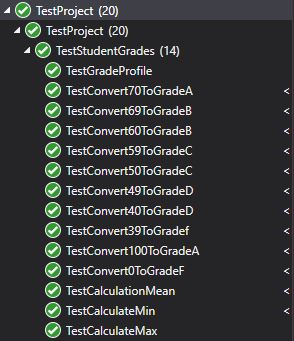 TestProject (20)
TestProject (20)
TestStudentGrades (14)
TestGradeProfile
TestConvert70ToGradeA <
TestConvert69ToGradeB <
TestConvert60ToGradeB <
TestConvert59ToGradeC <
TestConvert50ToGradeC <
TestConvert49ToGradeD <
TestConvert40ToGradeD <
TestConvert39ToGradef <
TestConvert100ToGradeA <
TestConvert0ToGradeF <
TestCalculationMean <
TestCalculateMin <
TestCalculateMax